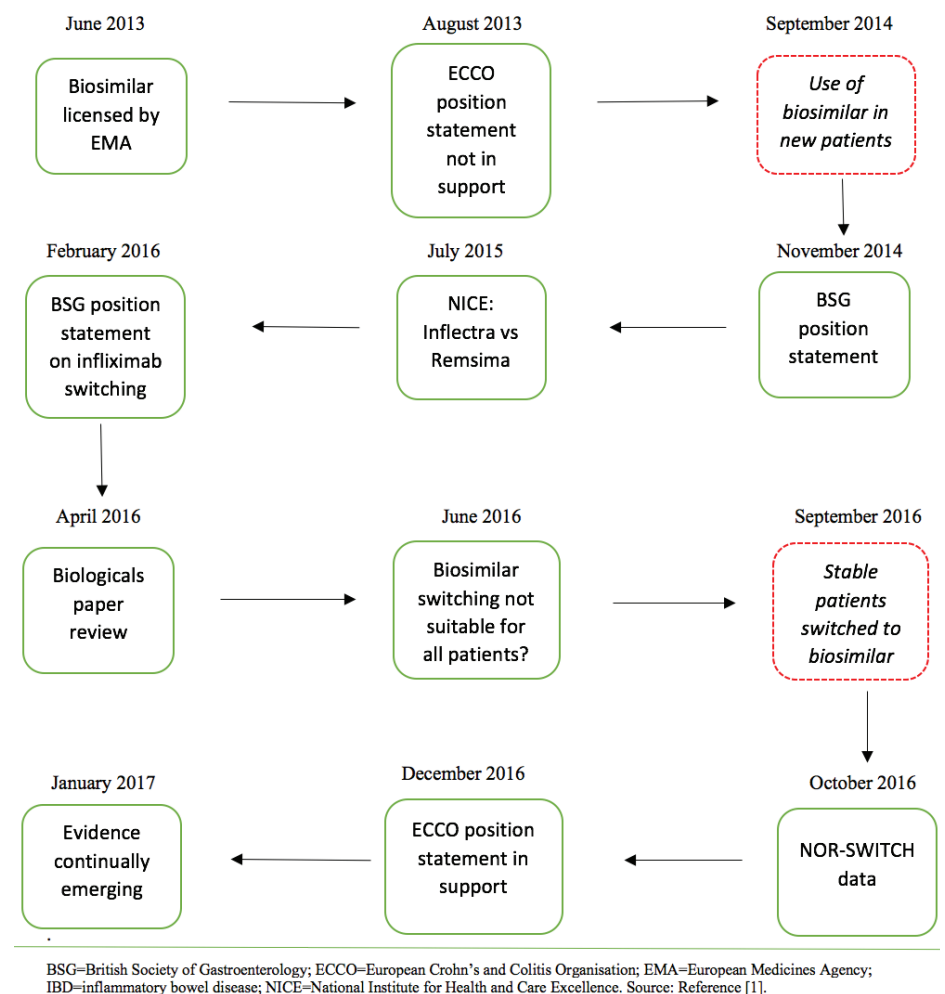 June 2013
Biosimilar
licensed by
EMA
August 2013
ECCO
position
statement
not in
support
September 2014
Use of
biosimilar in
new patients
November 2014
BSG
position
statement
July 2015
NICE:
Inflectra vs
Remsima
February 2016
BSG position
statement
on infliximab
switching
April 2016
Biologicals
paper
review
June 2016
Biosimilar
switching not
suitable for
all patients?
September 2016
Stable
patients
switched to
biosimilar
October 2016
NOR-SWITCH
data
December 2016
ECCO position
statement in
support
January 2017
Evidence
continually
emerging
.
BSG=British Society of Gastroenterology; ECCO=European Crohn’s and Colitis Organisation; EMA=European Medicines Agency;
IBD=inflammatory bowel disease; NICE=National Institute for Health and Care Excellence. Source: Reference [1].